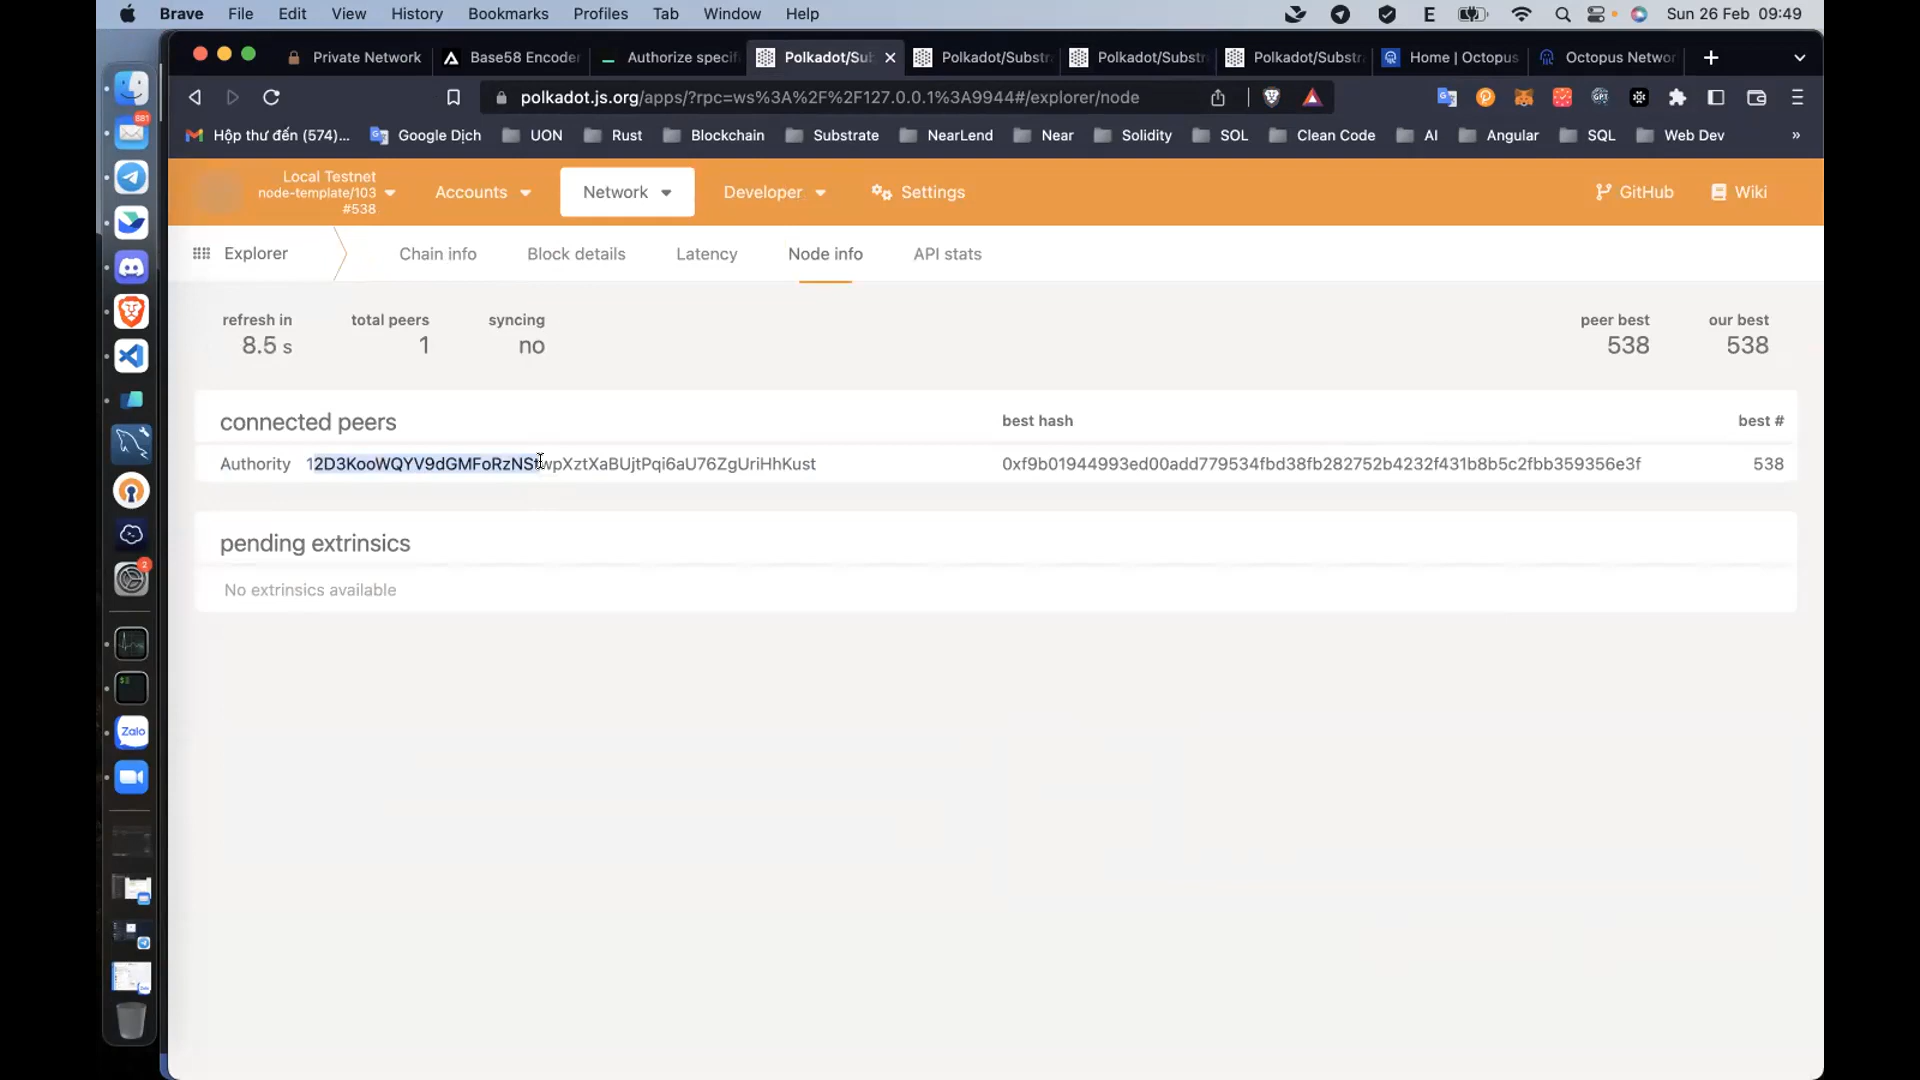 Brave File Edit View History Bookmarks Profiles Tab Window Help E Sun 26 Feb 09:49
Private Network Base58 Encode Authorize specifi Polkadot/Sub Polkadot/Substr Polkadot/Substr Polkadot/Substr Home | Octopus Octopus Networ
polkadot.js.org/apps/?rpc=ws%3A%2F%2F127.0.0.1%3A9944#/explorer/node
Hộp thư đến (574)... Google Dịch UON Rust Blockchain Substrate NearLend Near Solidity SOL Clean Code AI Angular SQL Web Dev »
Local Testnet
node-template/103
#538
Accounts Network Developer Settings GitHub Wiki
Explorer Chain info Block details Latency Node info API stats
refresh in total peers syncing peer best our best
8.5 s 1 no 538 538
connected peers best hash best #
Authority 12D3KooWQYV9dGMFoRzNStwpXztXaBUjtPqi6aU76ZgUriHhKust 0xf9b01944993ed00add779534fbd38fb282752b4232f431b8b5c2fbb359356e3f 538
pending extrinsics
No extrinsics available
681
2
Zalo